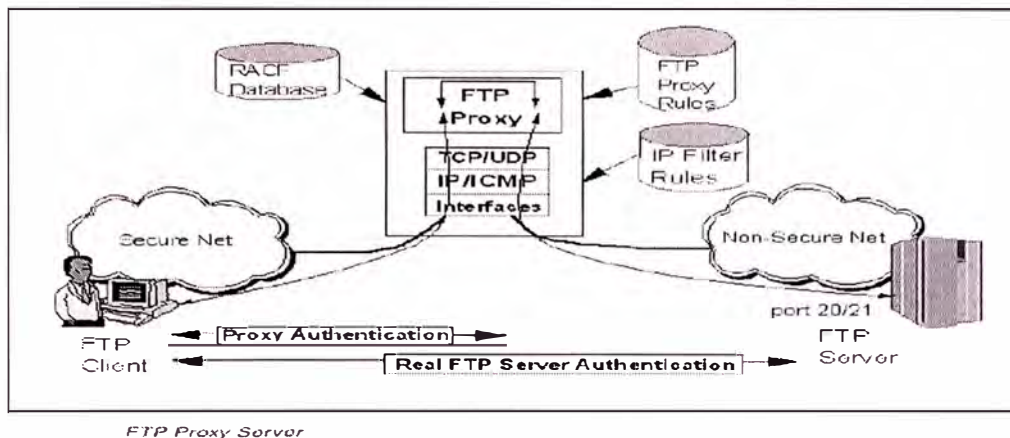 RACF
Database
FTP
Proxy
FTP
Proxy
Rules
TCP/UDP
IP/ICMP
Interfaces
IP Filter
Rules
Secure Net
Non-Secure Net
port 20/21
FTP
Client
FTP
Server
Proxy Authentication
Real FTP Server Authentication
FTP Proxy Server